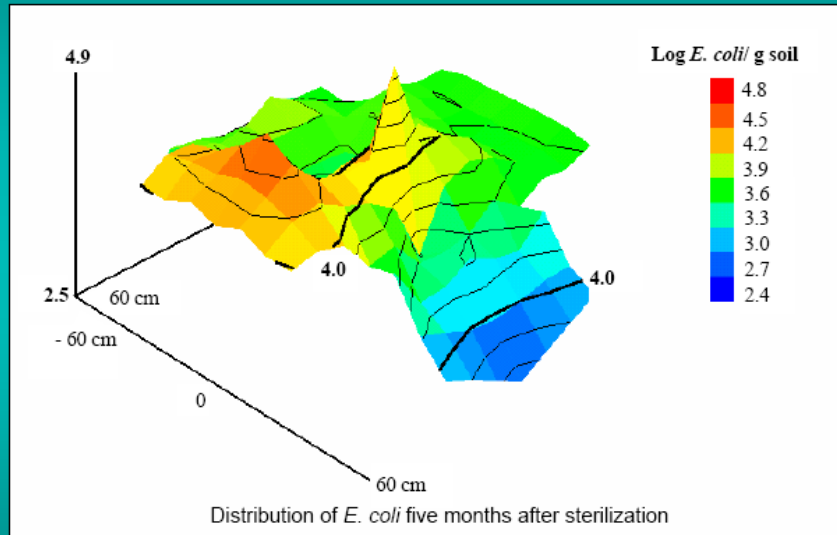 4.9
Log E. coli/ g soil
4.8
4.5
4.2
3.9
3.6
3.3
3.0
2.7
2.4
4.0
4.0
2.5
60 cm
- 60 cm
0
60 cm
Distribution of E. coli five months after sterilization